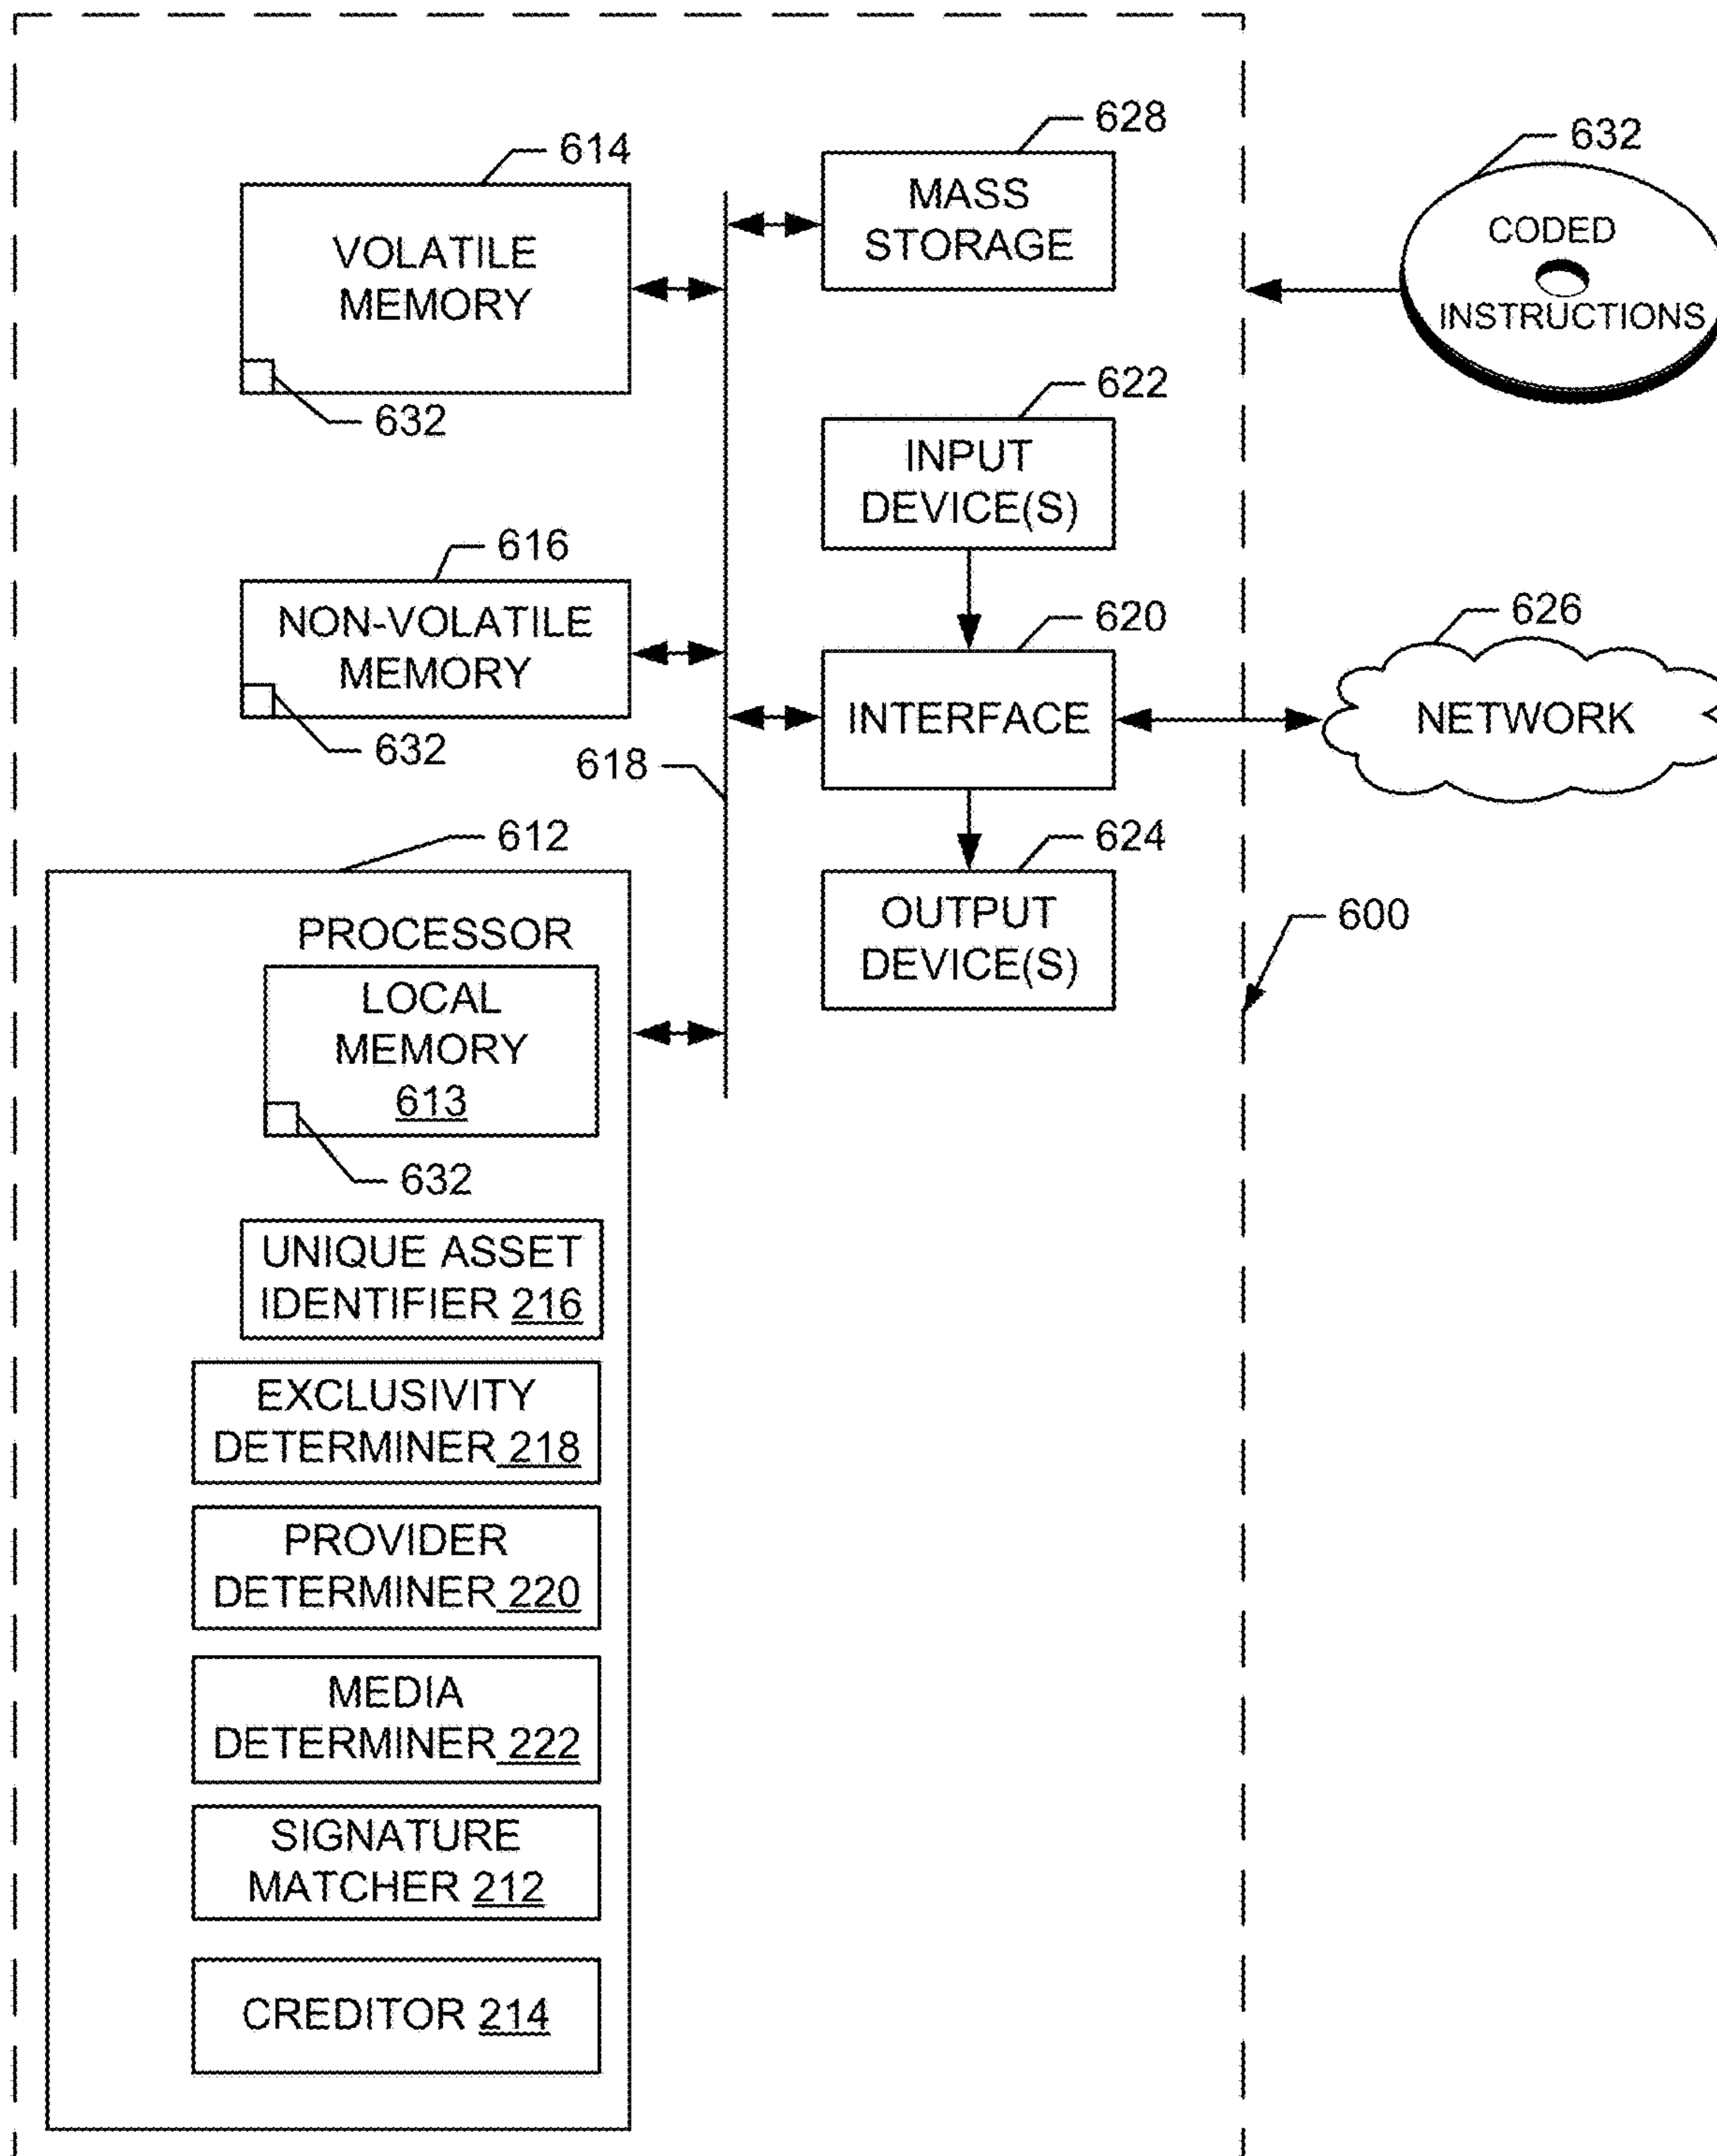 614
VOLATILE
MEMORY
632
628
MASS
STORAGE
632
CODED
INSTRUCTIONS
622
INPUT
DEVICE(S)
616
NON-VOLATILE
MEMORY
632
620
INTERFACE
626
NETWORK
618
624
OUTPUT
DEVICE(S)
600
612
PROCESSOR
LOCAL
MEMORY
613
632
UNIQUE ASSET
IDENTIFIER 216
EXCLUSIVITY
DETERMINER 218
PROVIDER
DETERMINER 220
MEDIA
DETERMINER 222
SIGNATURE
MATCHER 212
CREDITOR 214